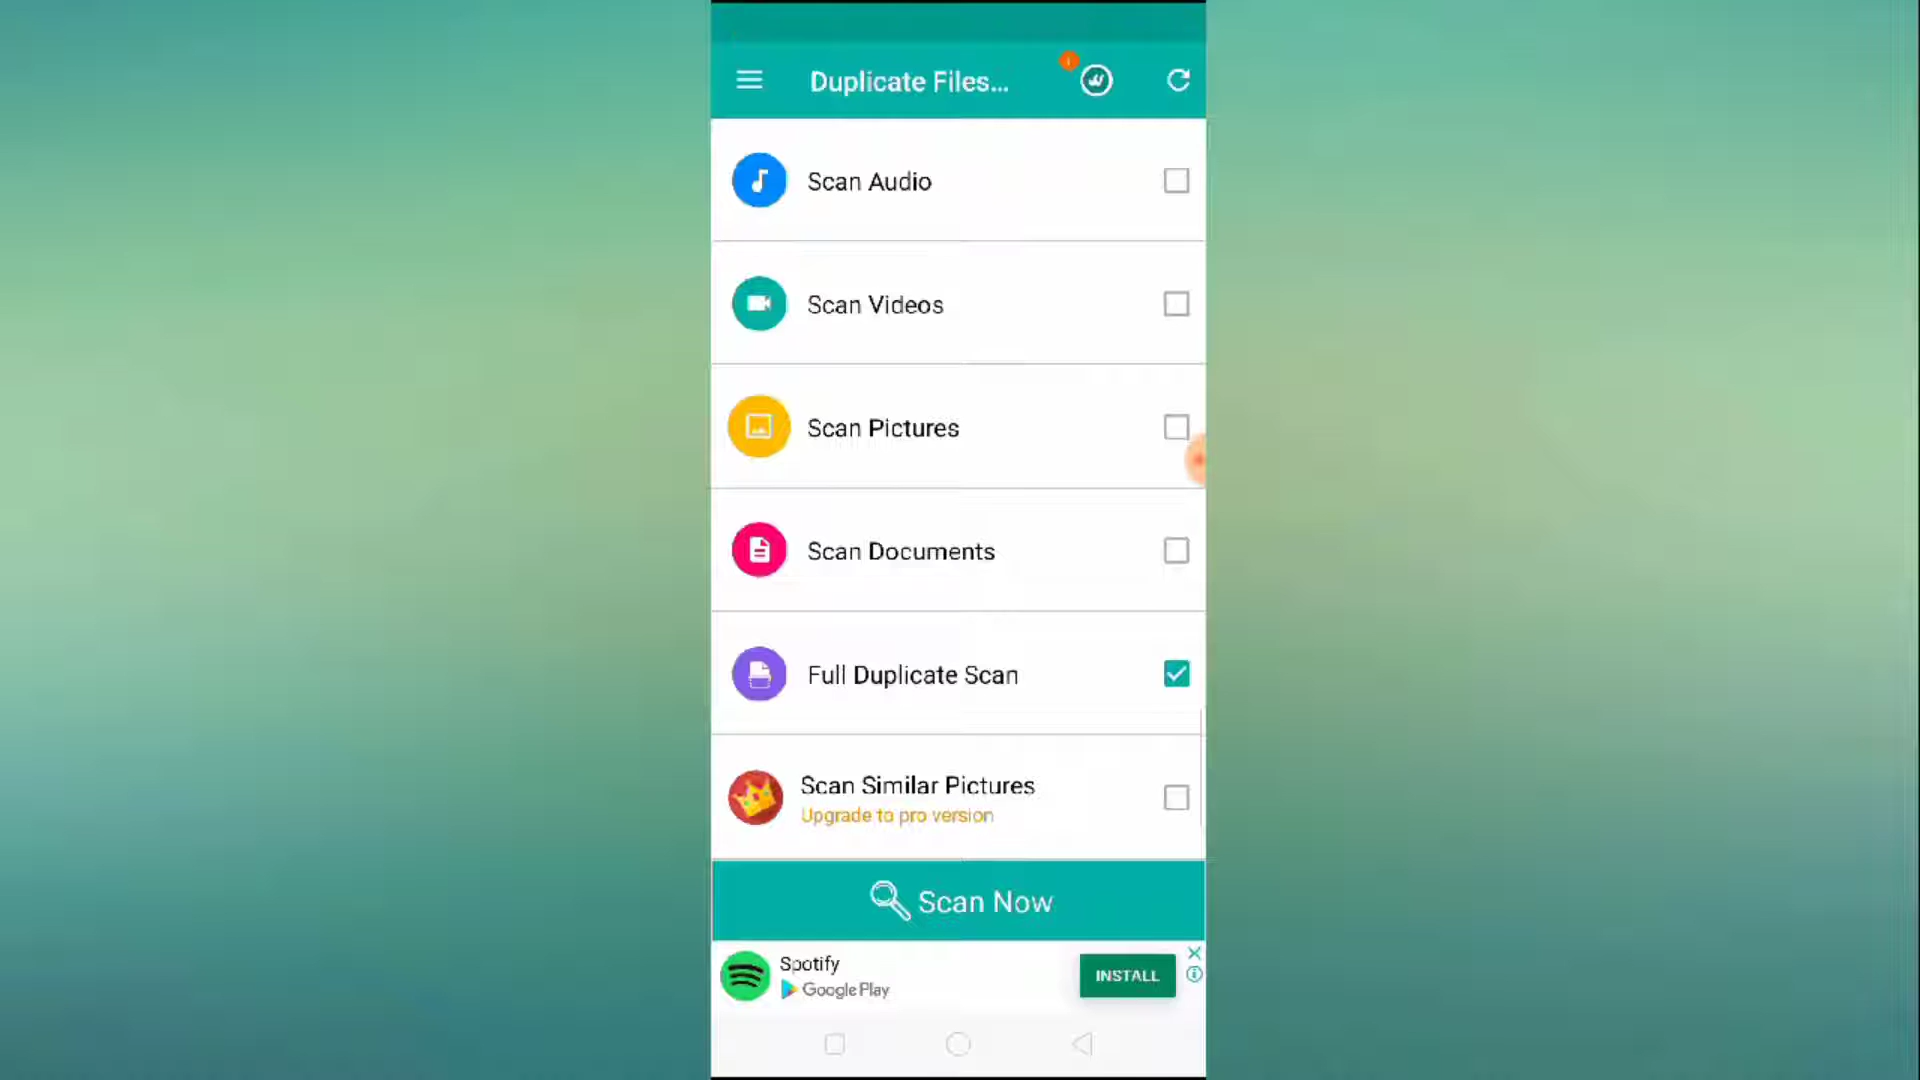 Duplicate Files...
Scan Audio
Scan Videos
Scan Pictures
Scan Documents
Full Duplicate Scan
Scan Similar Pictures
Upgrade to pro version
Scan Now
Spotify
Google Play
INSTALL